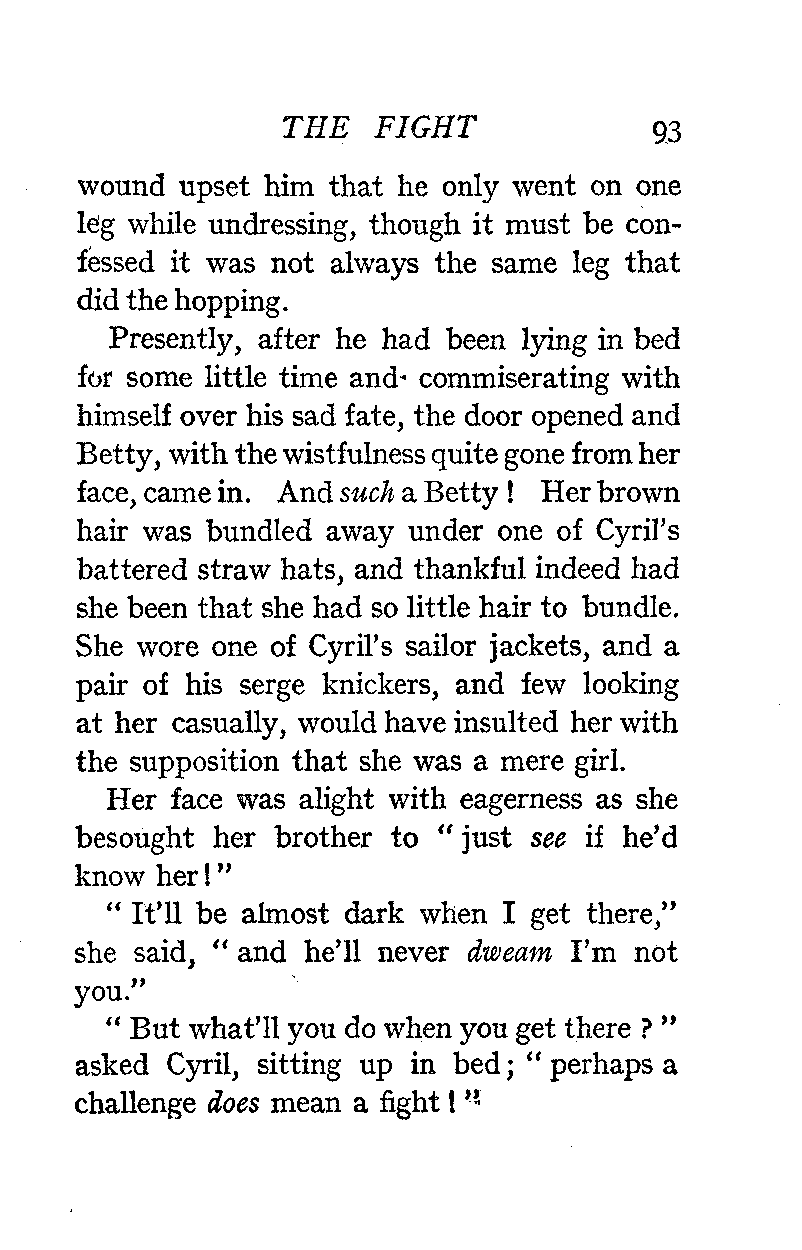 THE FIGHT 93
wound upset him that he only went on one
leg while undressing, though it must be con-
fessed it was not always the same leg that
did the hopping.
Presently, after he had been lying in bed
for some little time and commiserating with
himself over his sad fate, the door opened and
Betty, with the wistfulness quite gone from her
face, came in. And such a Betty ! Her brown
hair was bundled away under one of Cyril's
battered straw hats, and thankful indeed had
she been that she had so little hair to bundle.
She wore one of Cyril's sailor jackets, and a
pair of his serge knickers, and few looking
at her casually, would have insulted her with
the supposition that she was a mere girl.
Her face was alight with eagerness as she
besought her brother to “ just see if he'd
know her! ”
“ It'll be almost dark when I get there,”
she said, “ and he'll never dweam I'm not
you.”
“ But what'll you do when you get there ? ”
asked Cyril, sitting up in bed ; “ perhaps a
challenge does mean a fight ! ”